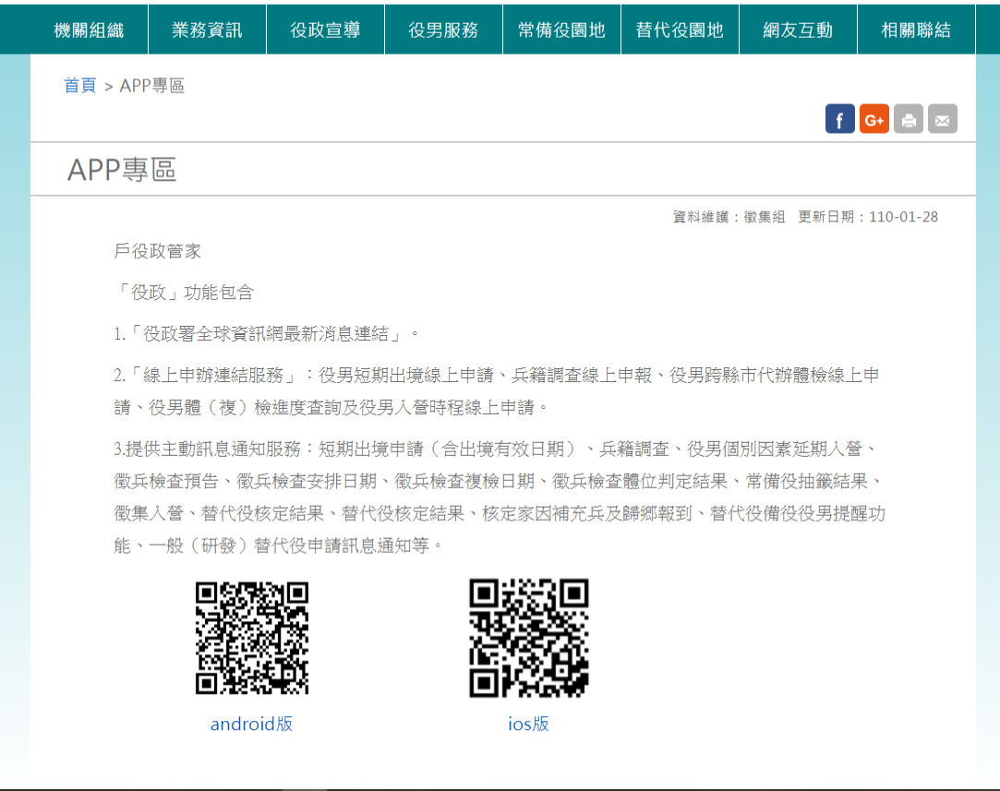 機關組織 業務資訊 役政宣導 役男服務 常備役園地 替代役園地 網友互動 相關聯結
首頁 > APP專區
f G+
APP專區
資料維護：徵集組 更新日期：110-01-28
戶役政管家
「役政」功能包含
1.「役政署全球資訊網最新消息連結」。
2.「線上申辦連結服務」：役男短期出境線上申請、兵籍調查線上申報、役男跨縣市代辦體檢線上申
請、役男體（複）檢進度查詢及役男入營時程線上申請。
3.提供主動訊息通知服務：短期出境申請（含出境有效日期）、兵籍調查、役男個別因素延期入營、
徵兵檢查預告、徵兵檢查安排日期、徵兵檢查複檢日期、徵兵檢查體位判定結果、常備役抽籤結果、
徵集入營、替代役核定結果、替代役核定結果、核定家因補充兵及歸鄉報到、替代役備役役男提醒功
能、一般（研發）替代役申請訊息通知等。
android版 ios版